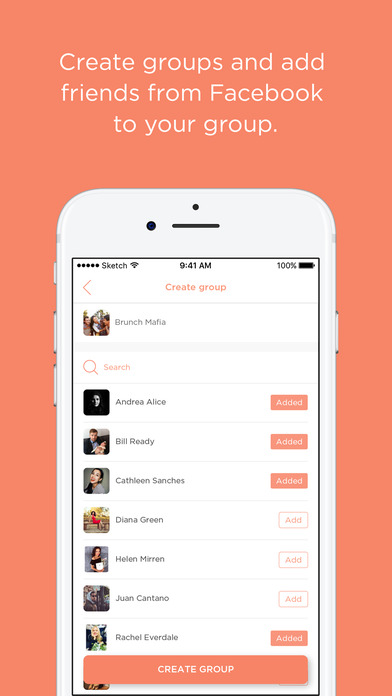 Create groups and add
friends from Facebook
to your group.
Sketch
9:41 AM
100%
Create group
Brunch Mafia
Search
Andrea Alice
Added
Bill Ready
Added
Cathleen Sanches
Added
Diana Green
Add
Helen Mirren
Add
Juan Cantano
Add
Rachel Everdale
Added
CREATE GROUP